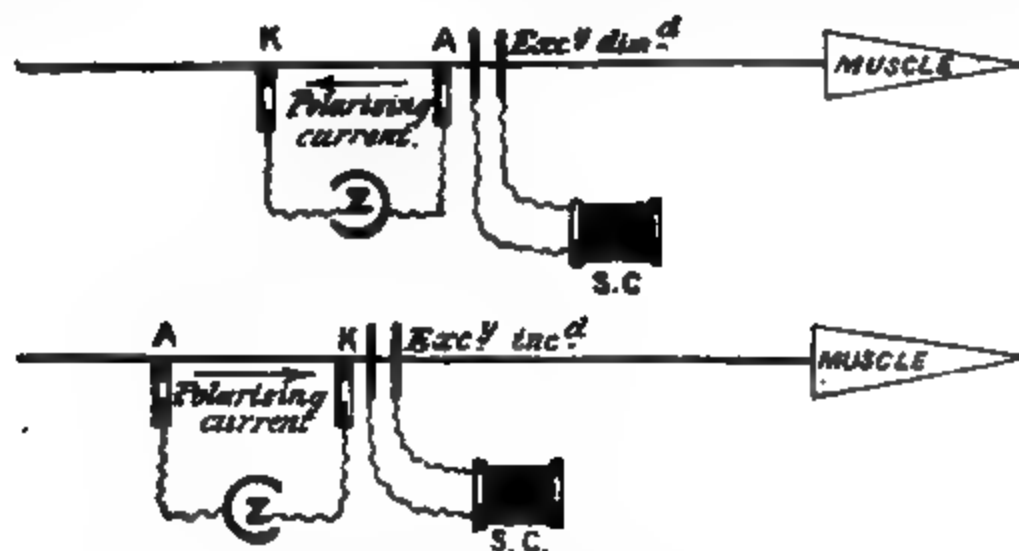 K A Excy dimd MUSCLE
Polarising
current.
Z
S.C
A K Excy incd MUSCLE
Polarising
current
Z
S.C.